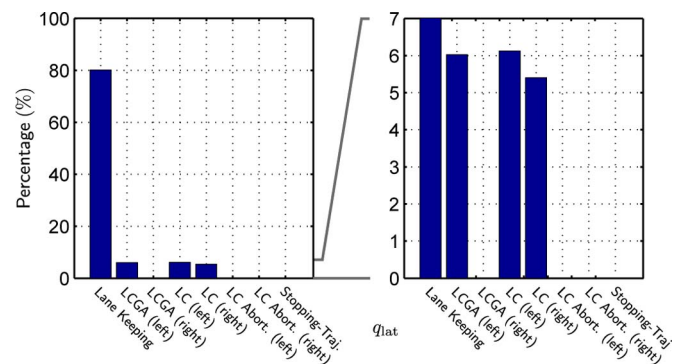 100
80
60
40
20
0
Percentage (%)
Lane Keeping
LCGA (left)
LCGA (right)
LC (left)
LC (right)
LC Abort. (left)
LC Abort. (right)
Stopping-Traj.
q_lat
7
6
5
4
3
2
1
0
Lane Keeping
LCGA (left)
LCGA (right)
LC (left)
LC (right)
LC Abort. (left)
LC Abort. (right)
Stopping-Traj.